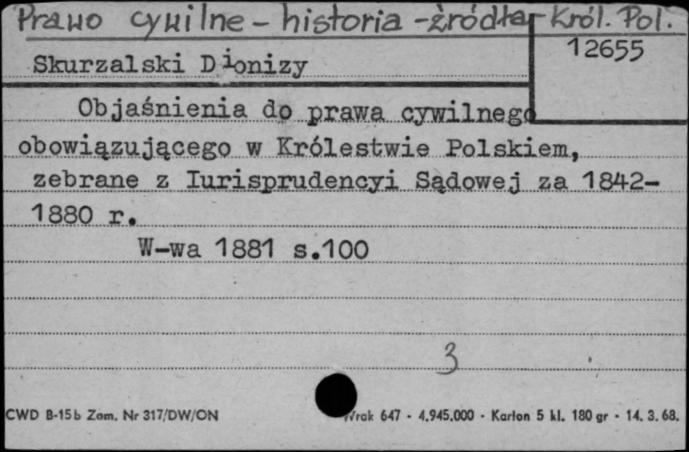 Prawo cywilne - historia - źródła - Król. Pol.
12655
Skurzalski Dionizy
Objaśnienia do prawa cywilnego
obowiązującego w Królestwie Polskiem,
zebrane z Iurisprudencyi Sądowej za 1842-
1880 r.
W-wa 1881 s.100
3
CWD B-15b Zam. Nr 317/DW/ON
647 - 4.945.000 - Karton 5 kl. 180 gr - 14. 3. 68.